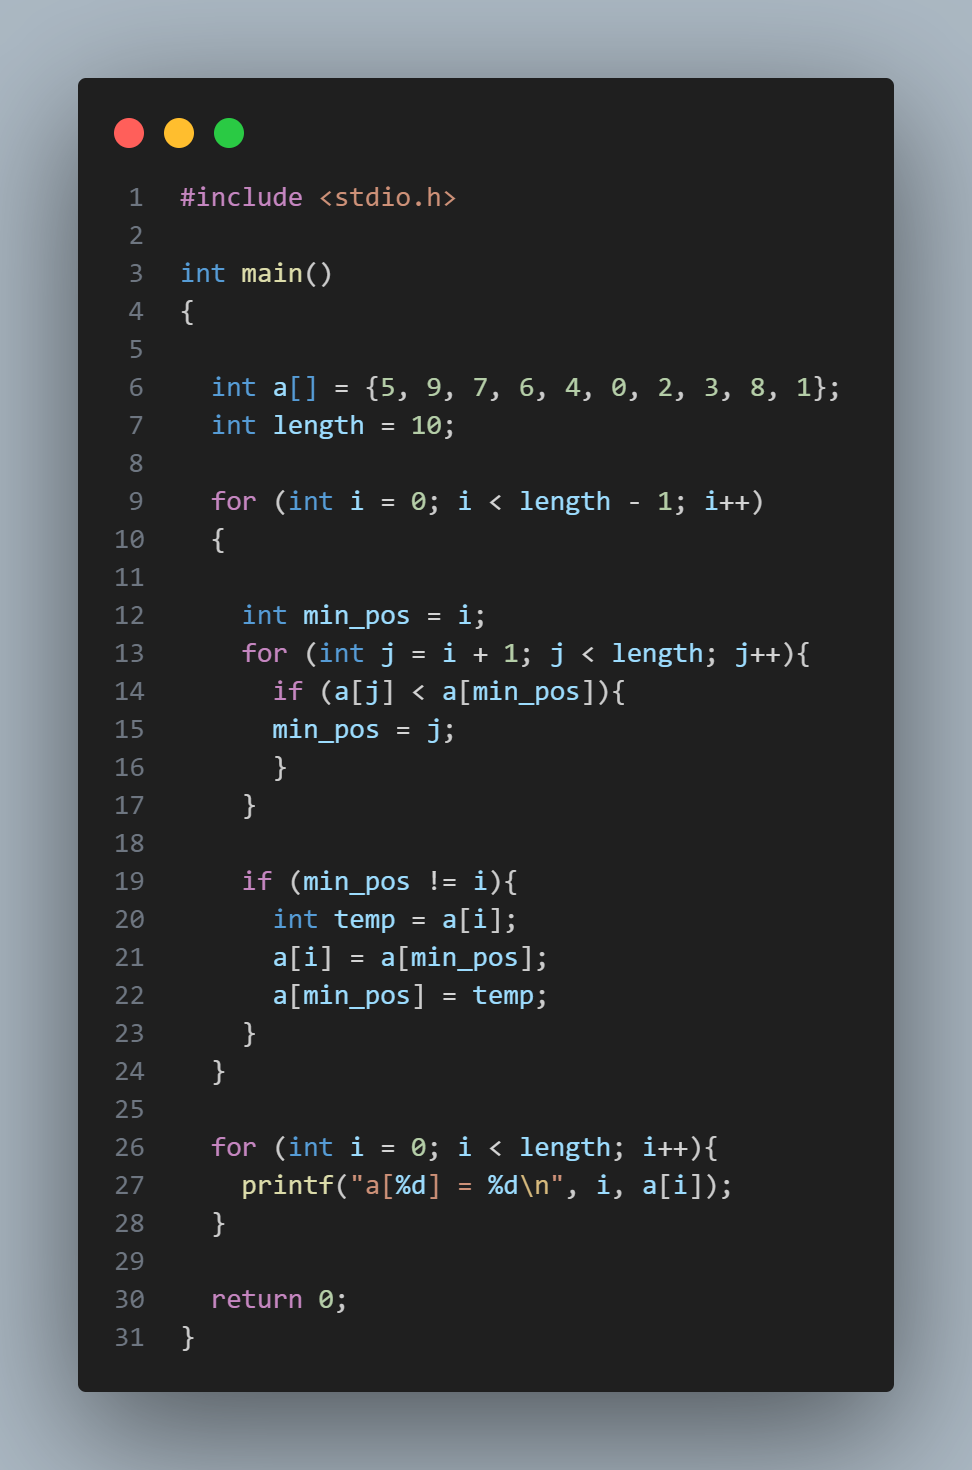 1 #include <stdio.h>
2
3 int main()
4 {
5
6   int a[] = {5, 9, 7, 6, 4, 0, 2, 3, 8, 1};
7   int length = 10;
8
9   for (int i = 0; i < length - 1; i++)
10   {
11
12     int min_pos = i;
13     for (int j = i + 1; j < length; j++){
14       if (a[j] < a[min_pos]){
15       min_pos = j;
16       }
17     }
18
19     if (min_pos != i){
20       int temp = a[i];
21       a[i] = a[min_pos];
22       a[min_pos] = temp;
23     }
24   }
25
26   for (int i = 0; i < length; i++){
27     printf("a[%d] = %d\n", i, a[i]);
28   }
29
30   return 0;
31 }